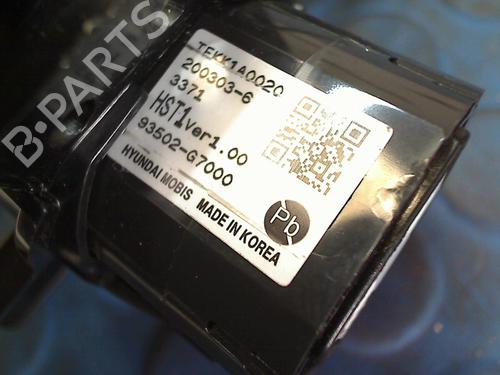 TEKK1A0020
200303-6
3371
HST1ver1.00
93502-G7000
HYUNDAI MOBIS MADE IN KOREA
Pb
B-PARTS